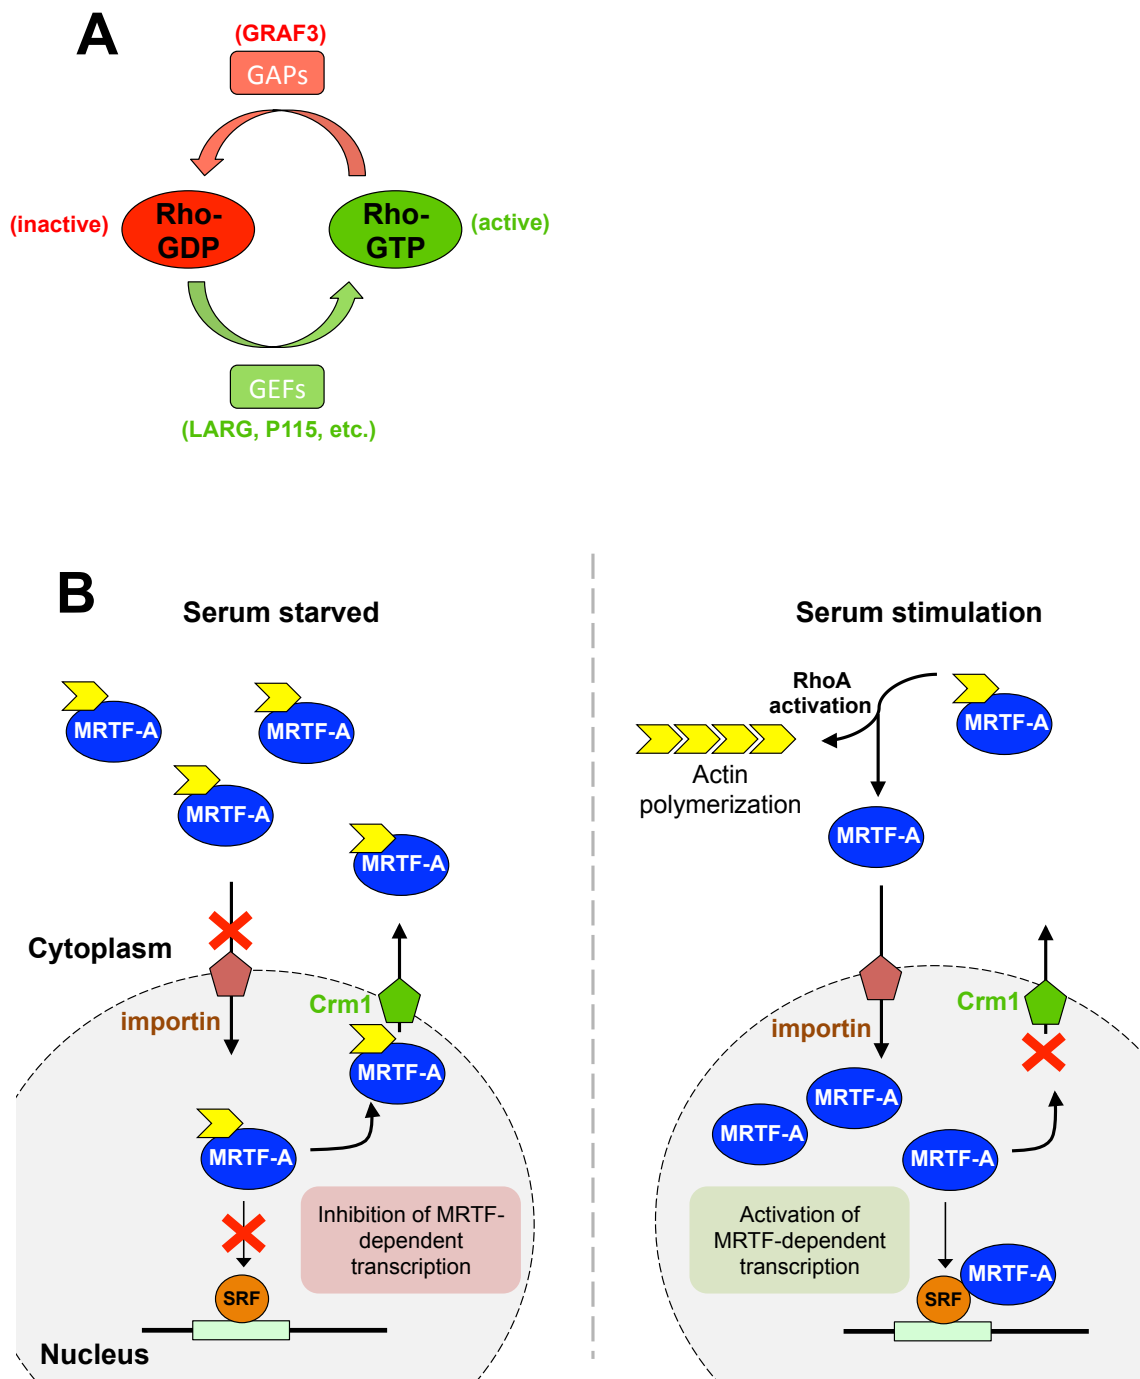 A
(GRAF3)
GAPs
(inactive)
Rho-
GDP
Rho-
GTP
(active)
GEFs
(LARG, P115, etc.)
B
Serum starved
MRTF-A
MRTF-A
MRTF-A
MRTF-A
Cytoplasm
importin
Crm1
MRTF-A
MRTF-A
Inhibition of MRTF-
dependent
transcription
SRF
Nucleus
Serum stimulation
RhoA
activation
MRTF-A
Actin
polymerization
MRTF-A
importin
Crm1
MRTF-A
MRTF-A
MRTF-A
Activation of
MRTF-dependent
transcription
MRTF-A
SRF